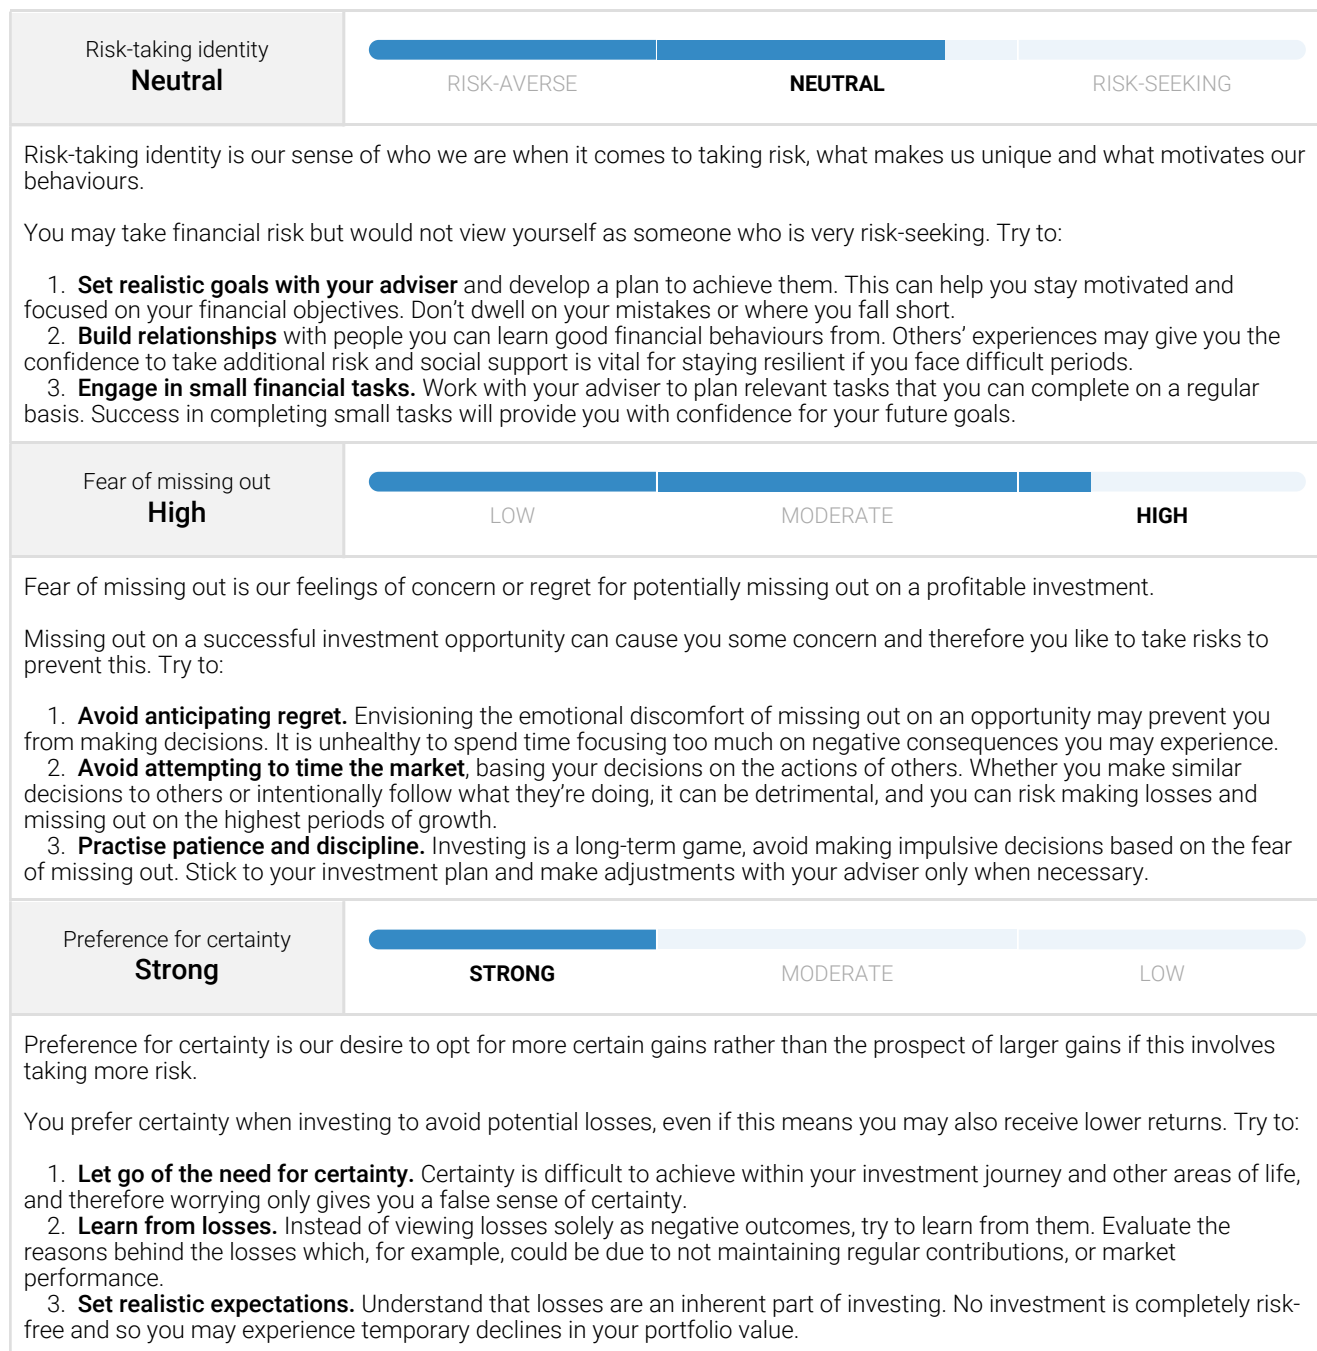 Risk-taking identity
Neutral
RISK-AVERSE
NEUTRAL
RISK-SEEKING
Risk-taking identity is our sense of who we are when it comes to taking risk, what makes us unique and what motivates our
behaviours.
You may take financial risk but would not view yourself as someone who is very risk-seeking. Try to:
1. Set realistic goals with your adviser and develop a plan to achieve them. This can help you stay motivated and
focused on your financial objectives. Don't dwell on your mistakes or where you fall short.
2. Build relationships with people you can learn good financial behaviours from. Others' experiences may give you the
confidence to take additional risk and social support is vital for staying resilient if you face difficult periods.
3. Engage in small financial tasks. Work with your adviser to plan relevant tasks that you can complete on a regular
basis. Success in completing small tasks will provide you with confidence for your future goals.
Fear of missing out
High
LOW
MODERATE
HIGH
Fear of missing out is our feelings of concern or regret for potentially missing out on a profitable investment.
Missing out on a successful investment opportunity can cause you some concern and therefore you like to take risks to
prevent this. Try to:
1. Avoid anticipating regret. Envisioning the emotional discomfort of missing out on an opportunity may prevent you
from making decisions. It is unhealthy to spend time focusing too much on negative consequences you may experience.
2. Avoid attempting to time the market, basing your decisions on the actions of others. Whether you make similar
decisions to others or intentionally follow what they're doing, it can be detrimental, and you can risk making losses and
missing out on the highest periods of growth.
3. Practise patience and discipline. Investing is a long-term game, avoid making impulsive decisions based on the fear
of missing out. Stick to your investment plan and make adjustments with your adviser only when necessary.
Preference for certainty
Strong
STRONG
MODERATE
LOW
Preference for certainty is our desire to opt for more certain gains rather than the prospect of larger gains if this involves
taking more risk.
You prefer certainty when investing to avoid potential losses, even if this means you may also receive lower returns. Try to:
1. Let go of the need for certainty. Certainty is difficult to achieve within your investment journey and other areas of life,
and therefore worrying only gives you a false sense of certainty.
2. Learn from losses. Instead of viewing losses solely as negative outcomes, try to learn from them. Evaluate the
reasons behind the losses which, for example, could be due to not maintaining regular contributions, or market
performance.
3. Set realistic expectations. Understand that losses are an inherent part of investing. No investment is completely risk-
free and so you may experience temporary declines in your portfolio value.